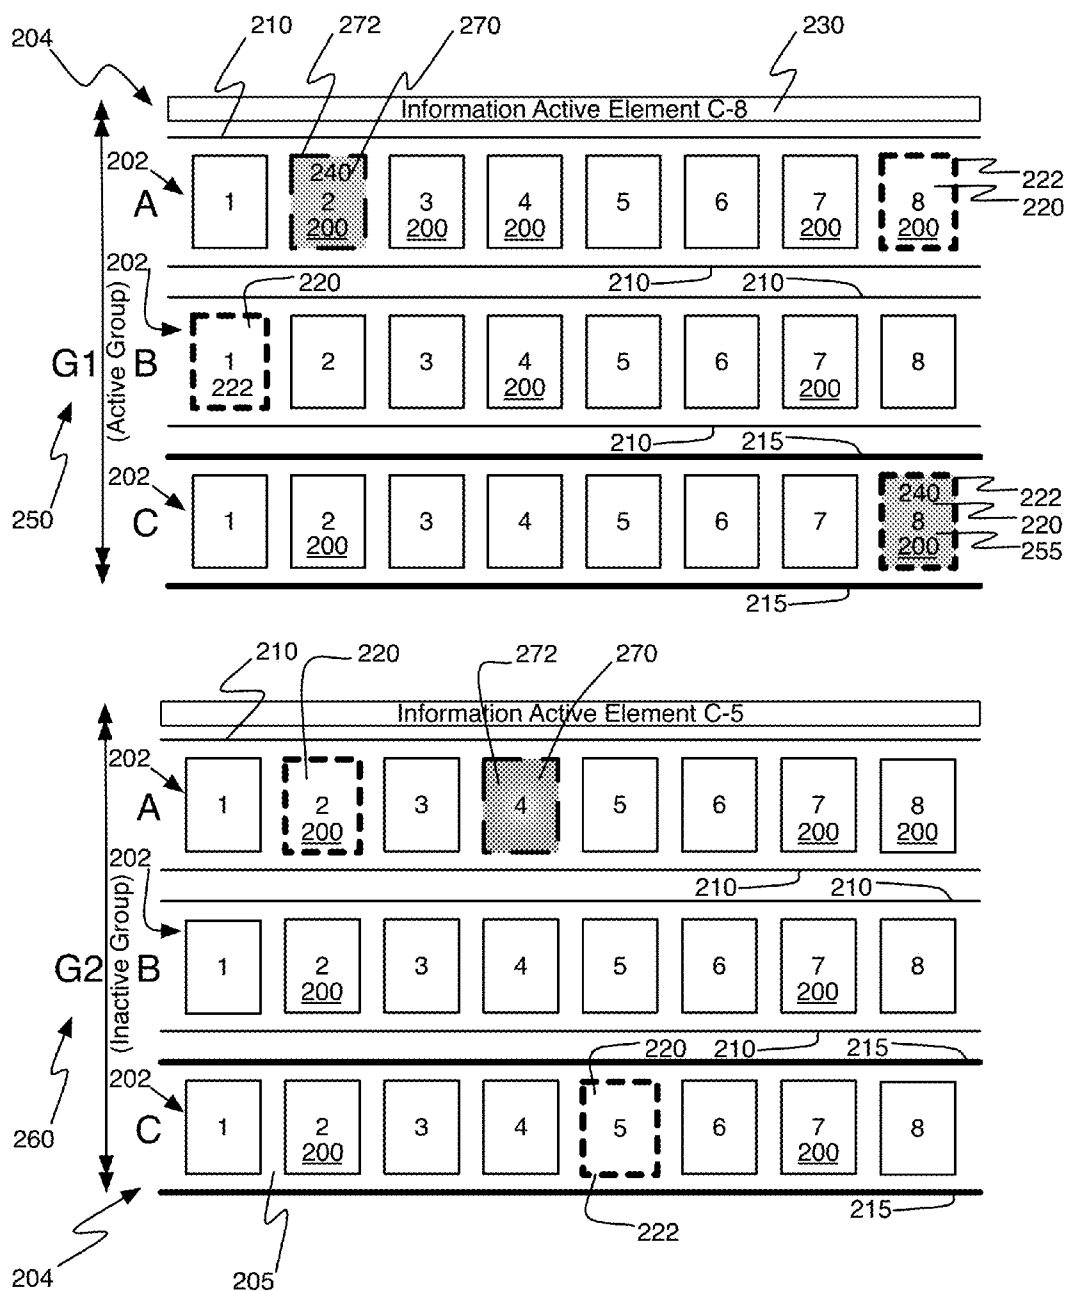 210 272 270 230
204
Information Active Element C-8
202
A 1 240 2 200 3 200 4 200 5 6 7 200 8 200 222 220
202 220 210 210
G1 (Active Group) B 1 222 2 3 4 200 5 6 7 200 8
210 215
202
250 C 1 2 200 3 4 5 6 7 240 8 200 222 220 255
215
210 220 272 270
Information Active Element C-5
202
A 1 2 200 3 4 5 6 7 200 8 200
202 210 210
G2 (Inactive Group) B 1 2 200 3 4 5 6 7 200 8
220 210 215
202
260 C 1 2 200 3 4 5 6 7 200 8
204 205 222 215